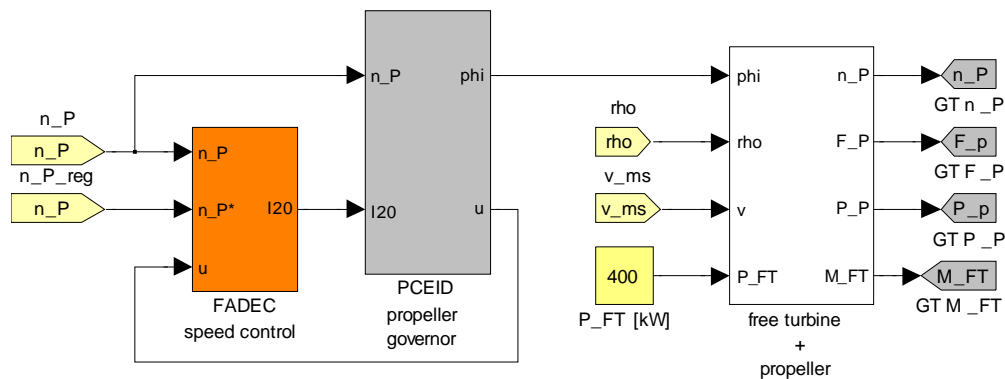 n_P
n_P
n_P_reg
n_P
n_P
n_P*
I20
u
FADEC
speed control
n_P
phi
I20
u
PCEID
propeller
governor
rho
rho
v_ms
v_ms
400
P_FT [kW]
phi
n_P
rho
F_P
v
P_P
P_FT
M_FT
free turbine
+
propeller
n_P
GT n _P
F_p
GT F _P
P_p
GT P _P
M_FT
GT M _FT